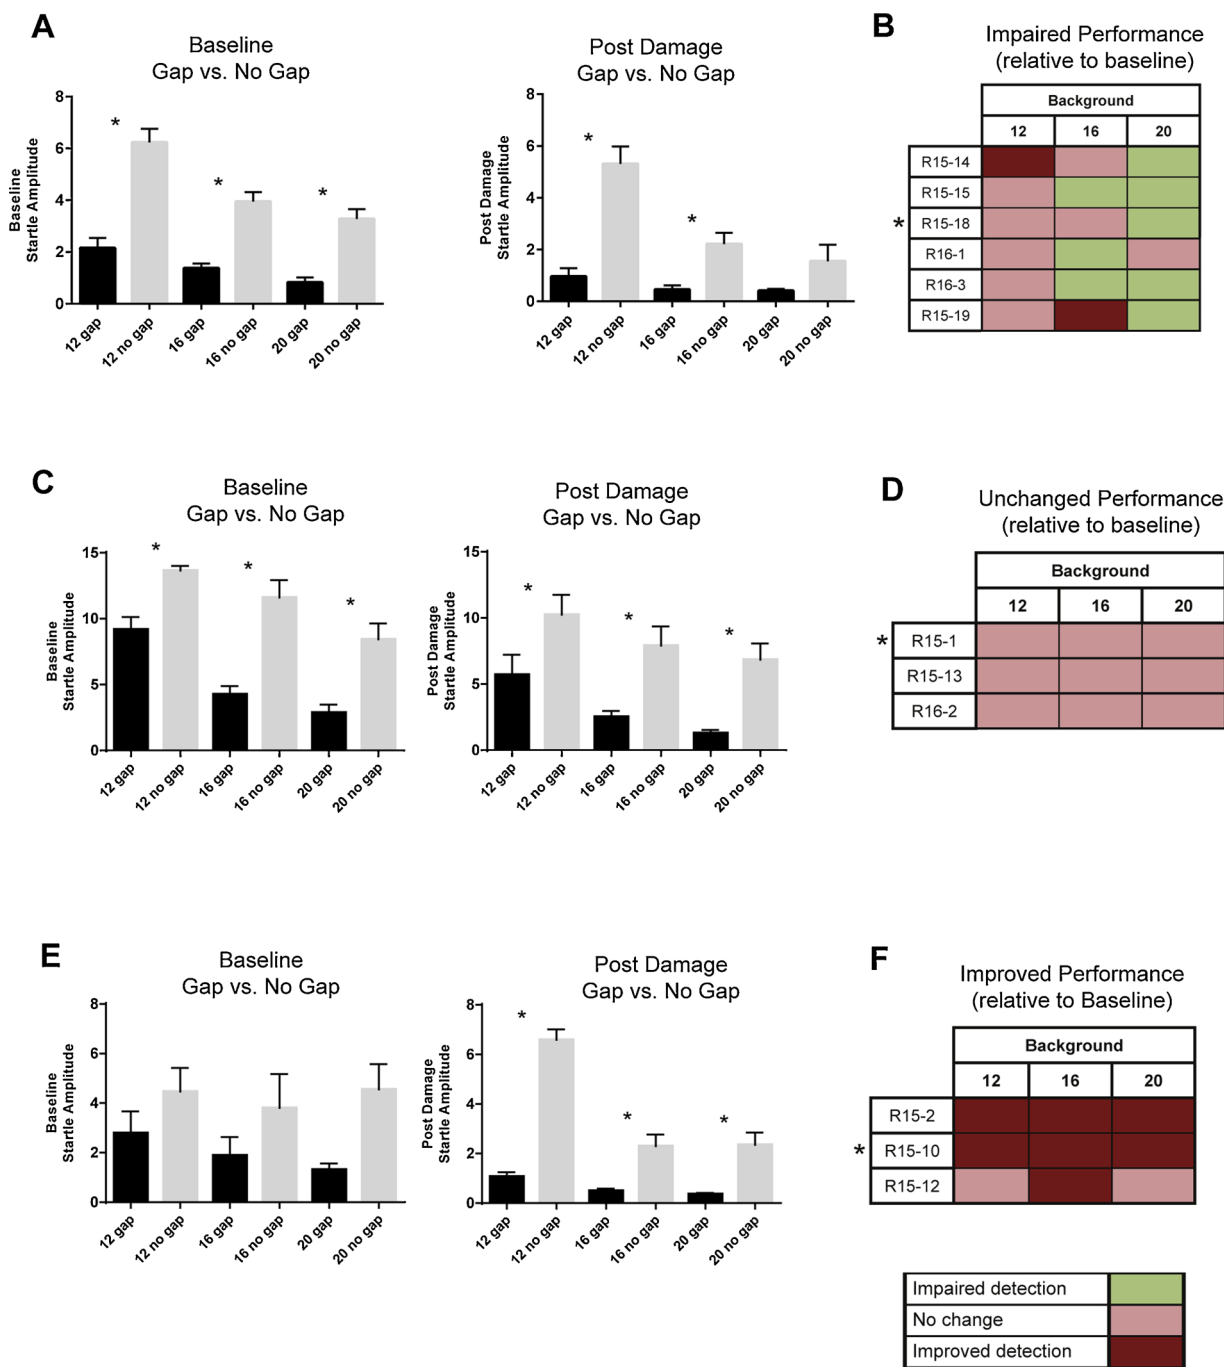 A
Baseline
Gap vs. No Gap
Baseline
Startle Amplitude
8
6
4
2
0
*
*
*
12 gap
12 no gap
16 gap
16 no gap
20 gap
20 no gap
Post Damage
Gap vs. No Gap
Post Damage
Startle Amplitude
8
6
4
2
0
*
*
12 gap
12 no gap
16 gap
16 no gap
20 gap
20 no gap
B
Impaired Performance
(relative to baseline)
Background
12 16 20
R15-14
R15-15
* R15-18
R16-1
R16-3
R15-19
C
Baseline
Gap vs. No Gap
Baseline
Startle Amplitude
15
10
5
0
*
*
*
12 gap
12 no gap
16 gap
16 no gap
20 gap
20 no gap
Post Damage
Gap vs. No Gap
Post Damage
Startle Amplitude
15
10
5
0
*
*
*
12 gap
12 no gap
16 gap
16 no gap
20 gap
20 no gap
D
Unchanged Performance
(relative to baseline)
Background
12 16 20
* R15-1
R15-13
R16-2
E
Baseline
Gap vs. No Gap
Baseline
Startle Amplitude
8
6
4
2
0
12 gap
12 no gap
16 gap
16 no gap
20 gap
20 no gap
Post Damage
Gap vs. No Gap
Post Damage
Startle Amplitude
8
6
4
2
0
*
*
*
12 gap
12 no gap
16 gap
16 no gap
20 gap
20 no gap
F
Improved Performance
(relative to Baseline)
Background
12 16 20
R15-2
* R15-10
R15-12
Impaired detection
No change
Improved detection